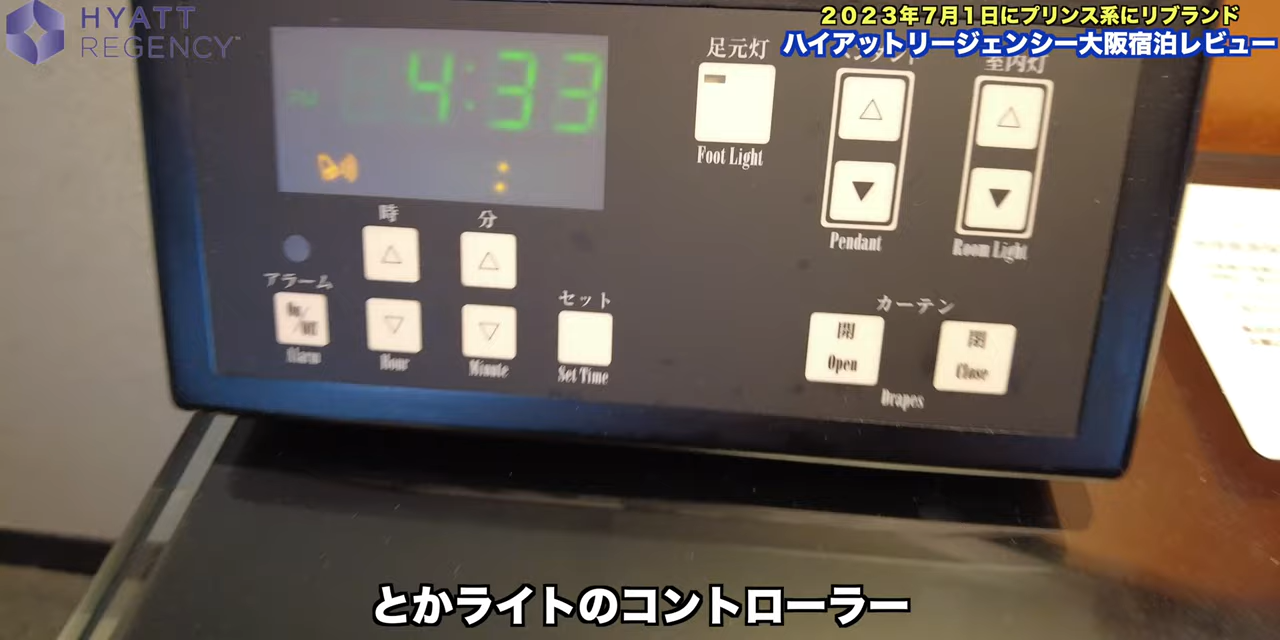 HYATT
REGENCY
２０２３年７月１日にプリンス系にリブランド
ハイアットリージェンシー大阪宿泊レビュー
PM 4:33
足元灯
Foot Light
Pendant
室内灯
Room Light
時
Hour
分
Minute
アラーム
On/Off
Alarm
セット
Set Time
カーテン
開
Open
閉
Close
Drapes
とかライトのコントローラー